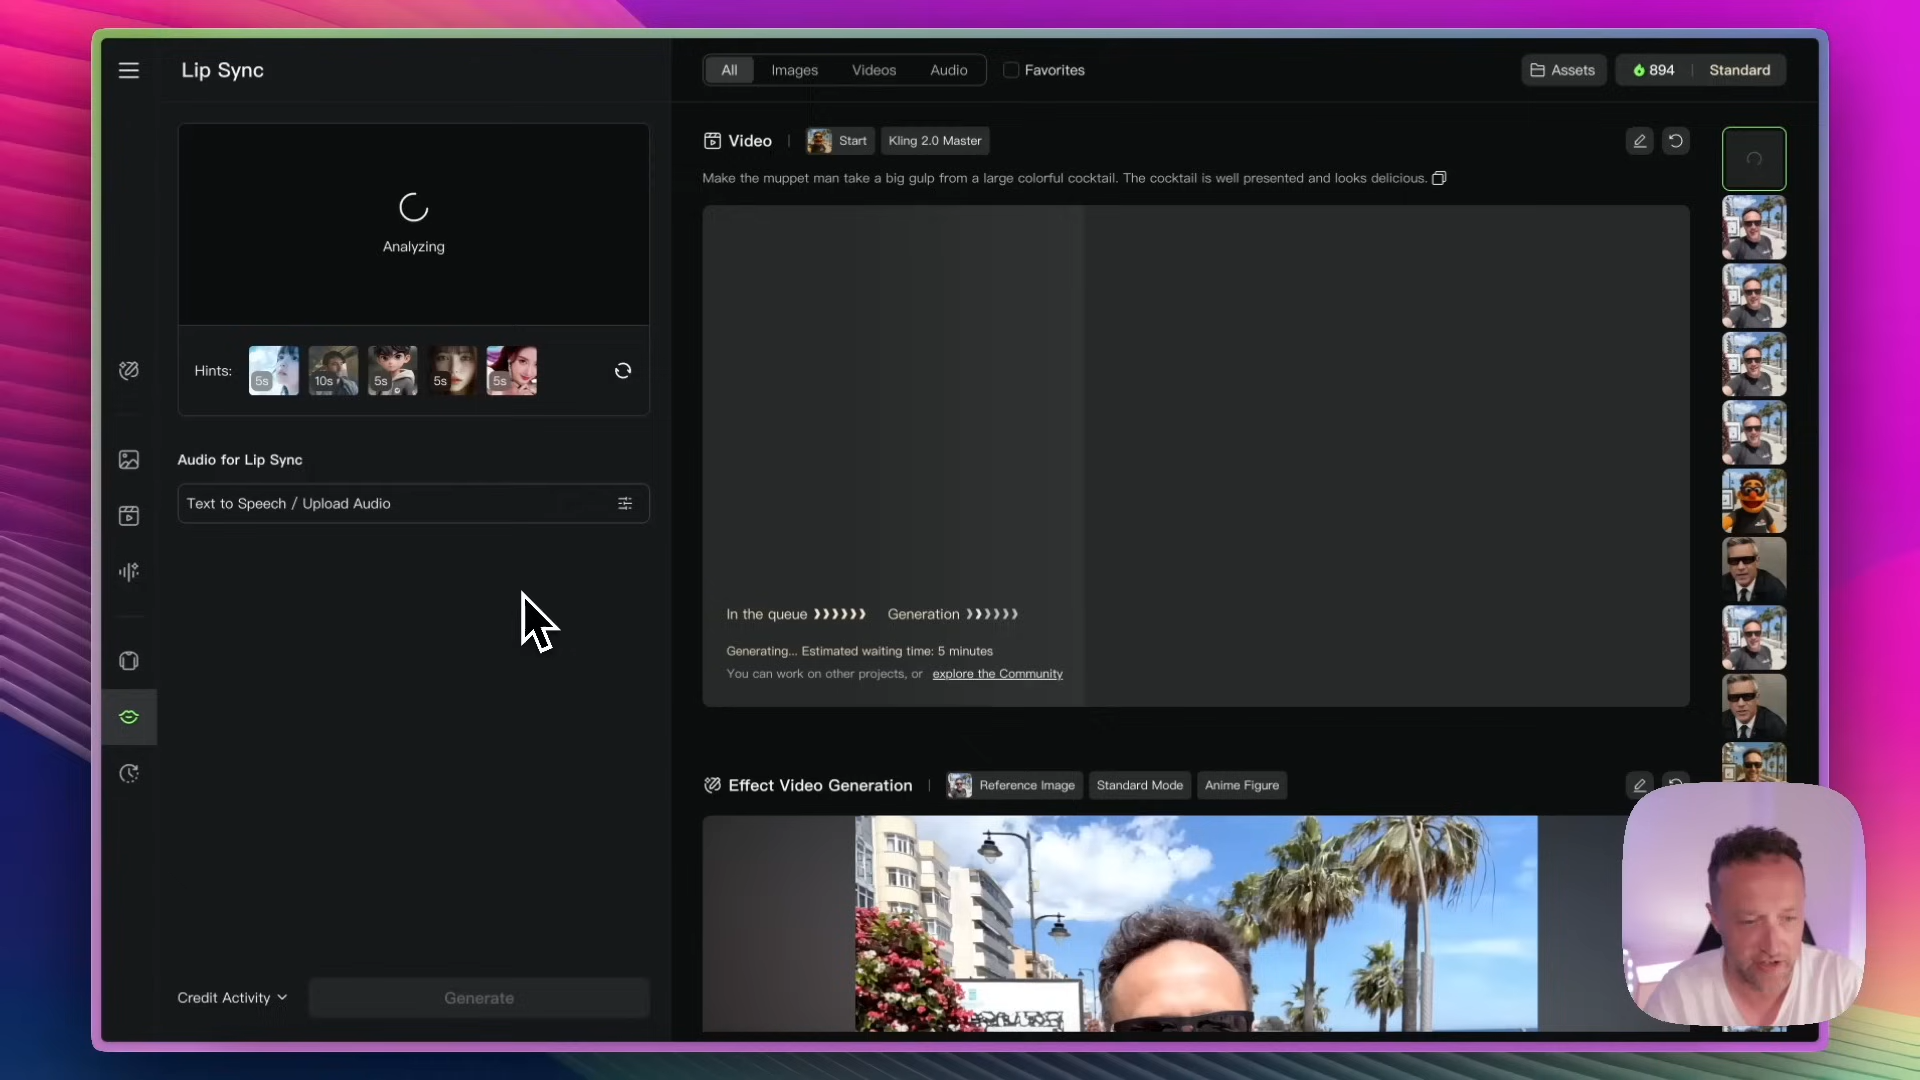 Lip Sync
All
Images
Videos
Audio
Favorites
Assets
894
Standard
Video
Start
Kling 2.0 Master
Make the muppet man take a big gulp from a large colorful cocktail. The cocktail is well presented and looks delicious.
Analyzing
Hints:
5s
10s
5s
5s
5s
Audio for Lip Sync
Text to Speech / Upload Audio
In the queue
Generation
Generating... Estimated waiting time: 5 minutes
You can work on other projects, or explore the Community
Effect Video Generation
Reference Image
Standard Mode
Anime Figure
Credit Activity
Generate